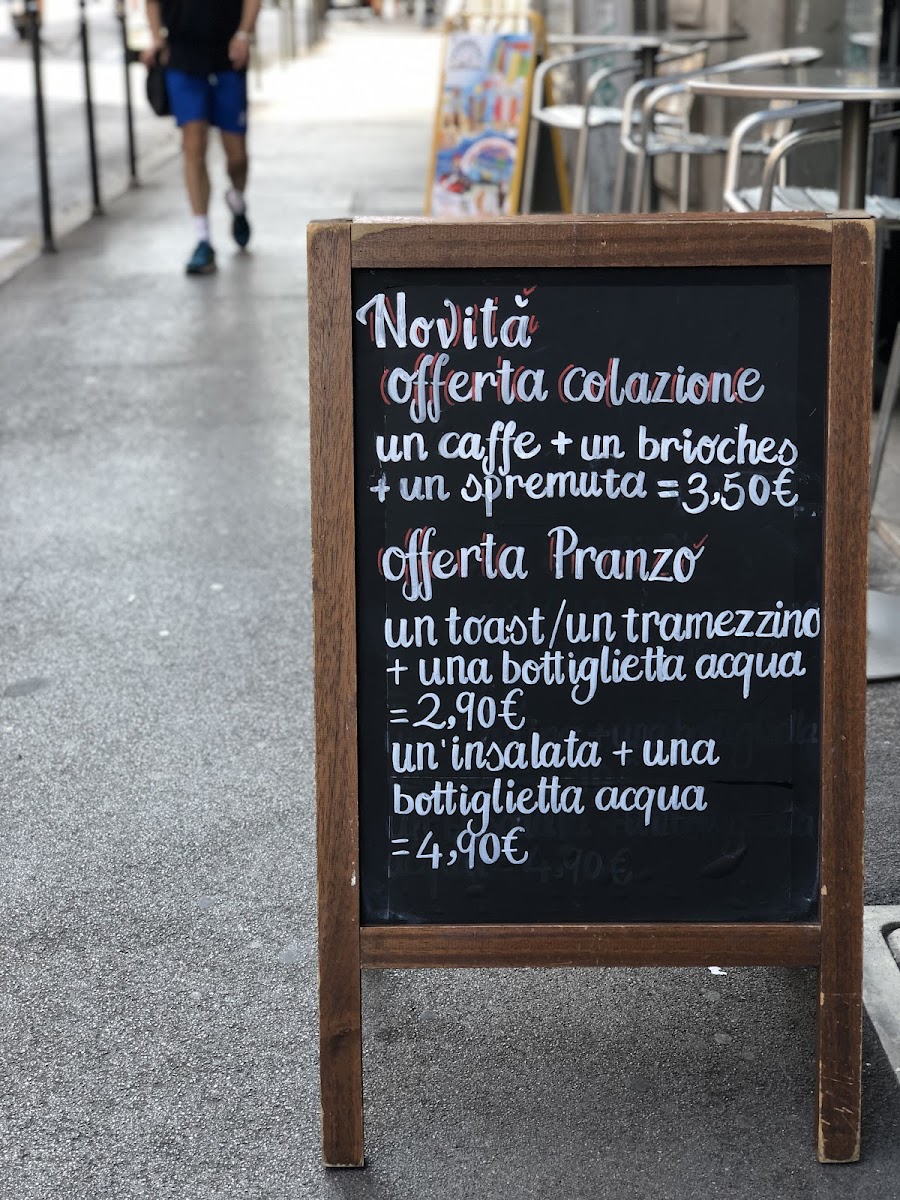 Novità
offerta colazione
un caffe + un brioches
+ un spremuta = 3,50€
offerta Pranzo
un toast/un tramezzino
+ una bottiglietta acqua
= 2,90€
un'insalata + una
bottiglietta acqua
= 4,90€